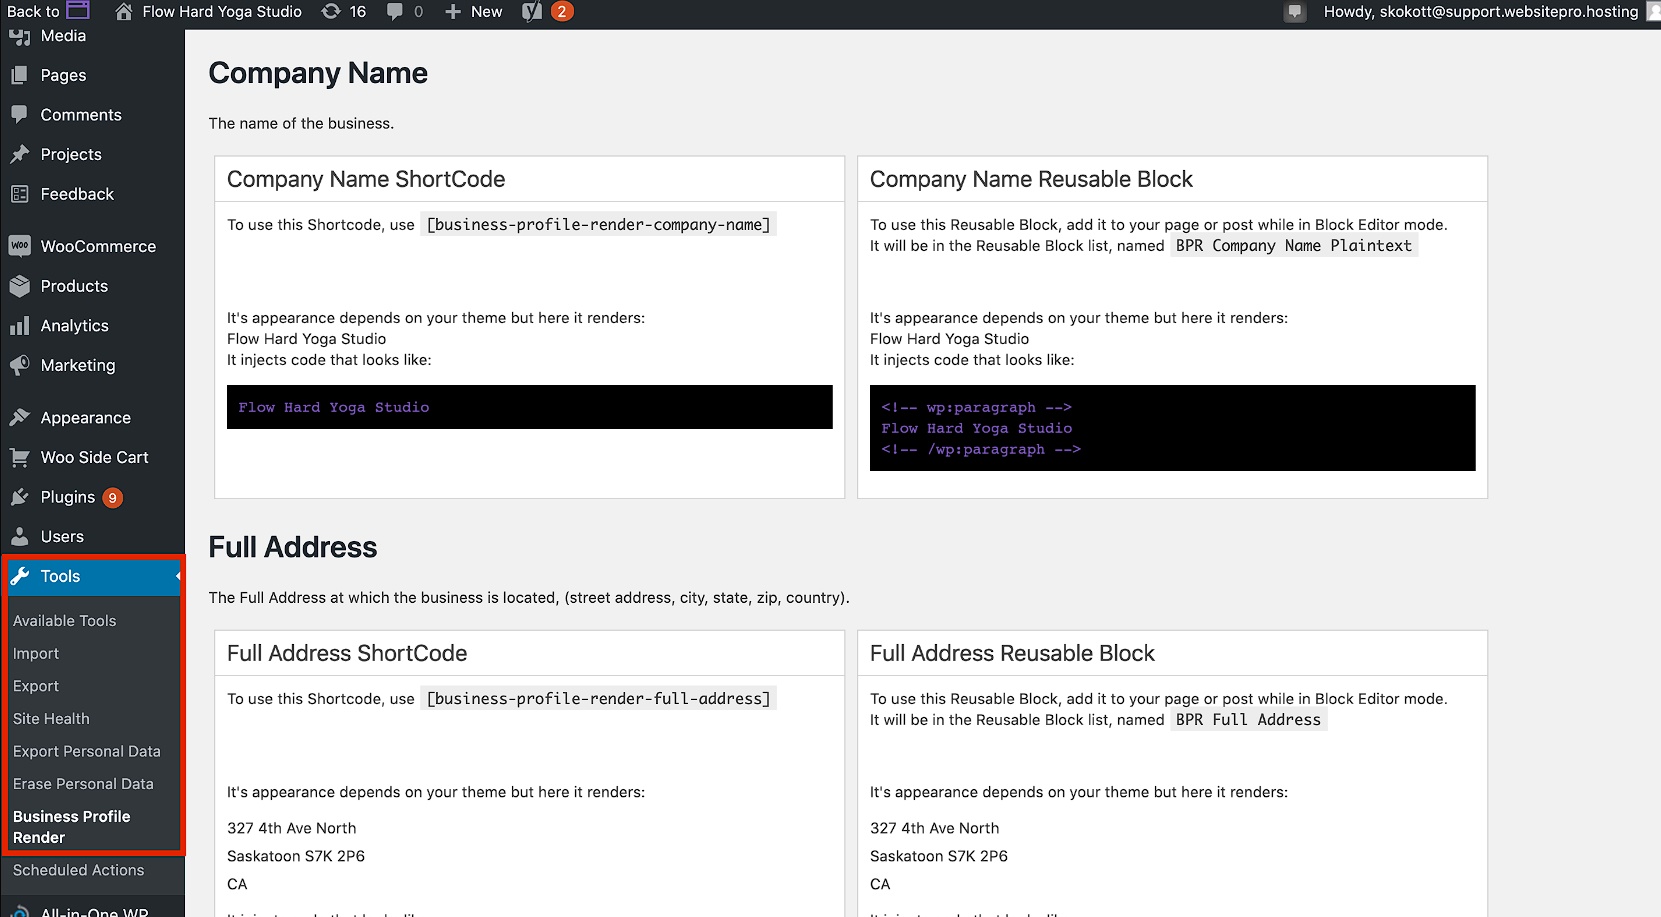 Back to
Flow Hard Yoga Studio
16
0
New
2
Howdy, skokott@support.websitepro.hosting
Media
Pages
Comments
Projects
Feedback
WooCommerce
Products
Analytics
Marketing
Appearance
Woo Side Cart
Plugins 9
Users
Tools
Available Tools
Import
Export
Site Health
Export Personal Data
Erase Personal Data
Business Profile
Render
Scheduled Actions
All-in-One WP
Company Name
The name of the business.
Company Name ShortCode
To use this Shortcode, use [business-profile-render-company-name]
It's appearance depends on your theme but here it renders:
Flow Hard Yoga Studio
It injects code that looks like:
Flow Hard Yoga Studio
Company Name Reusable Block
To use this Reusable Block, add it to your page or post while in Block Editor mode.
It will be in the Reusable Block list, named BPR Company Name Plaintext
It's appearance depends on your theme but here it renders:
Flow Hard Yoga Studio
It injects code that looks like:
<!-- wp:paragraph -->
Flow Hard Yoga Studio
<!-- /wp:paragraph -->
Full Address
The Full Address at which the business is located, (street address, city, state, zip, country).
Full Address ShortCode
To use this Shortcode, use [business-profile-render-full-address]
It's appearance depends on your theme but here it renders:
327 4th Ave North
Saskatoon S7K 2P6
CA
Full Address Reusable Block
To use this Reusable Block, add it to your page or post while in Block Editor mode.
It will be in the Reusable Block list, named BPR Full Address
It's appearance depends on your theme but here it renders:
327 4th Ave North
Saskatoon S7K 2P6
CA